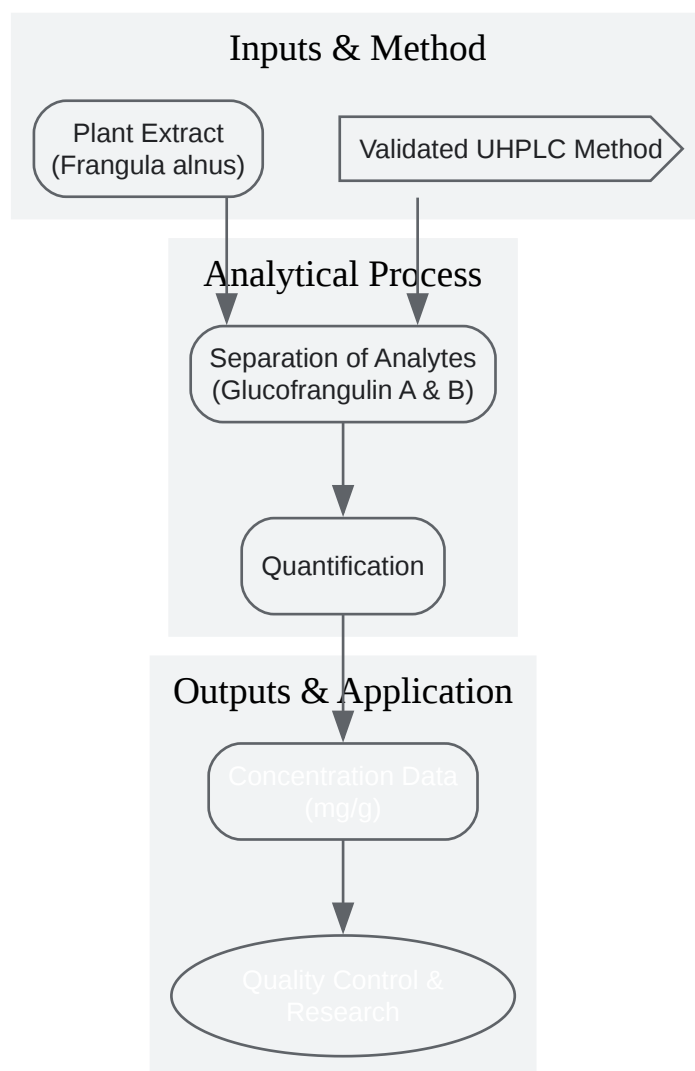 Inputs & Method
Plant Extract
(Frangula alnus)
Validated UHPLC Method
Analytical Process
Separation of Analytes
(Glucofrangulin A & B)
Quantification
Outputs & Application
Concentration Data
(mg/g)
Quality Control &
Research